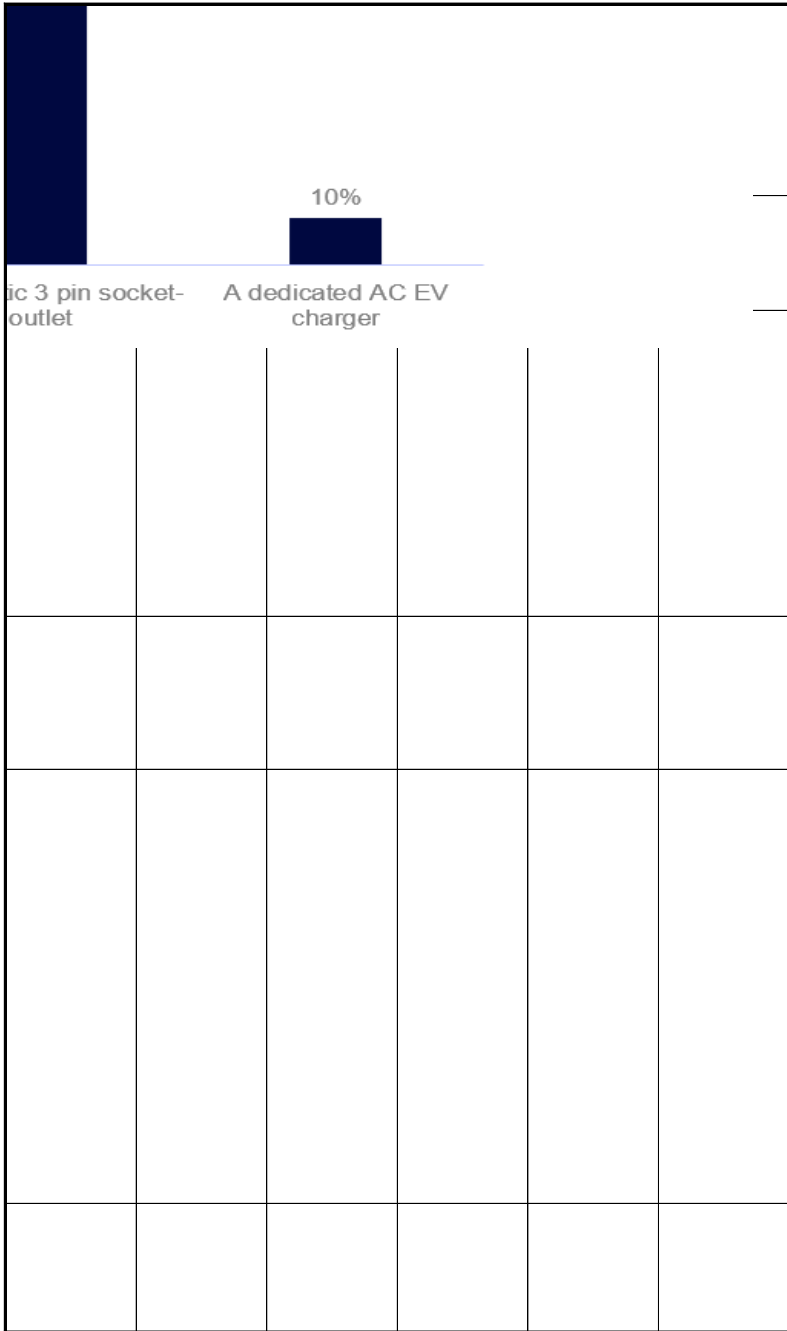 10%
ic 3 pin socket-
outlet
A dedicated AC EV
charger